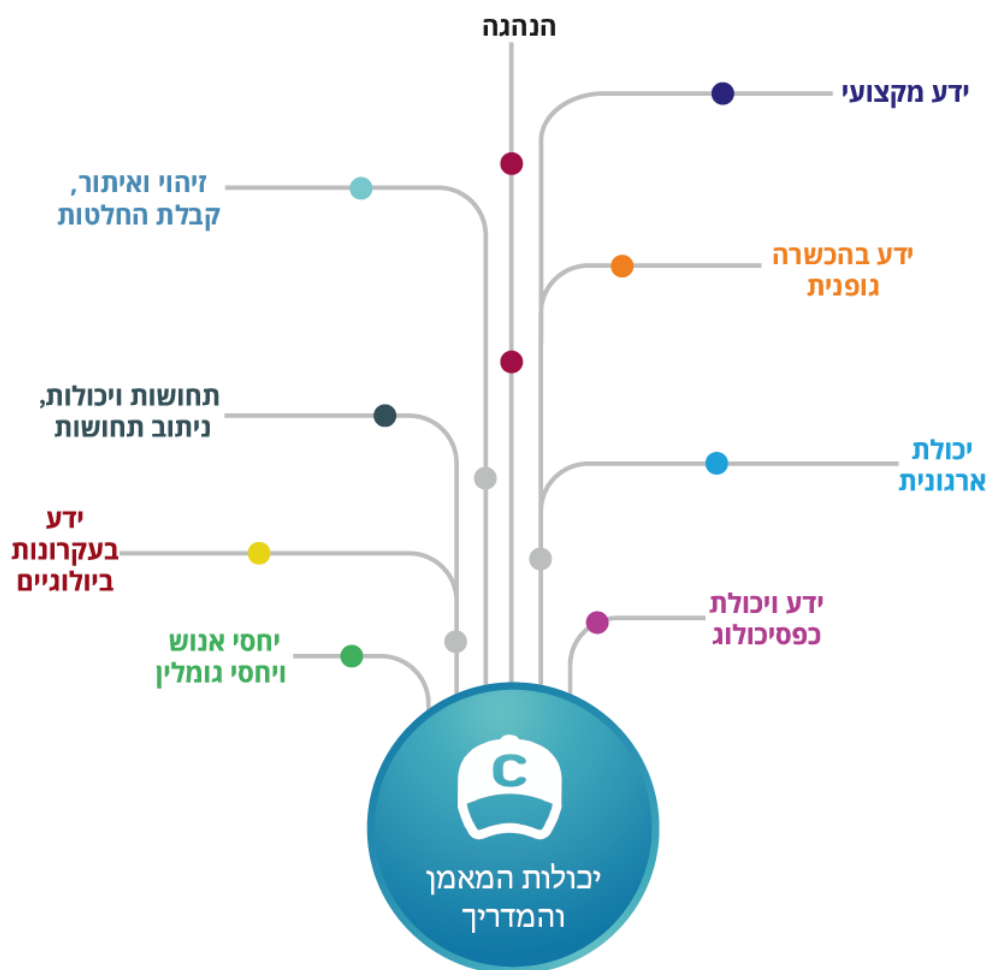 הנהגה
ידע מקצועי
זיהוי ואיתור,
קבלת החלטות
ידע בהכשרה
גופנית
תחושות ויכולות,
ניתוב תחושות
יכולת
ארגונית
ידע
בעקרונות
ביולוגיים
ידע ויכולת
כפסיכולוג
יחסי אנוש
ויחסי גומלין
C
יכולות המאמן
והמדריך